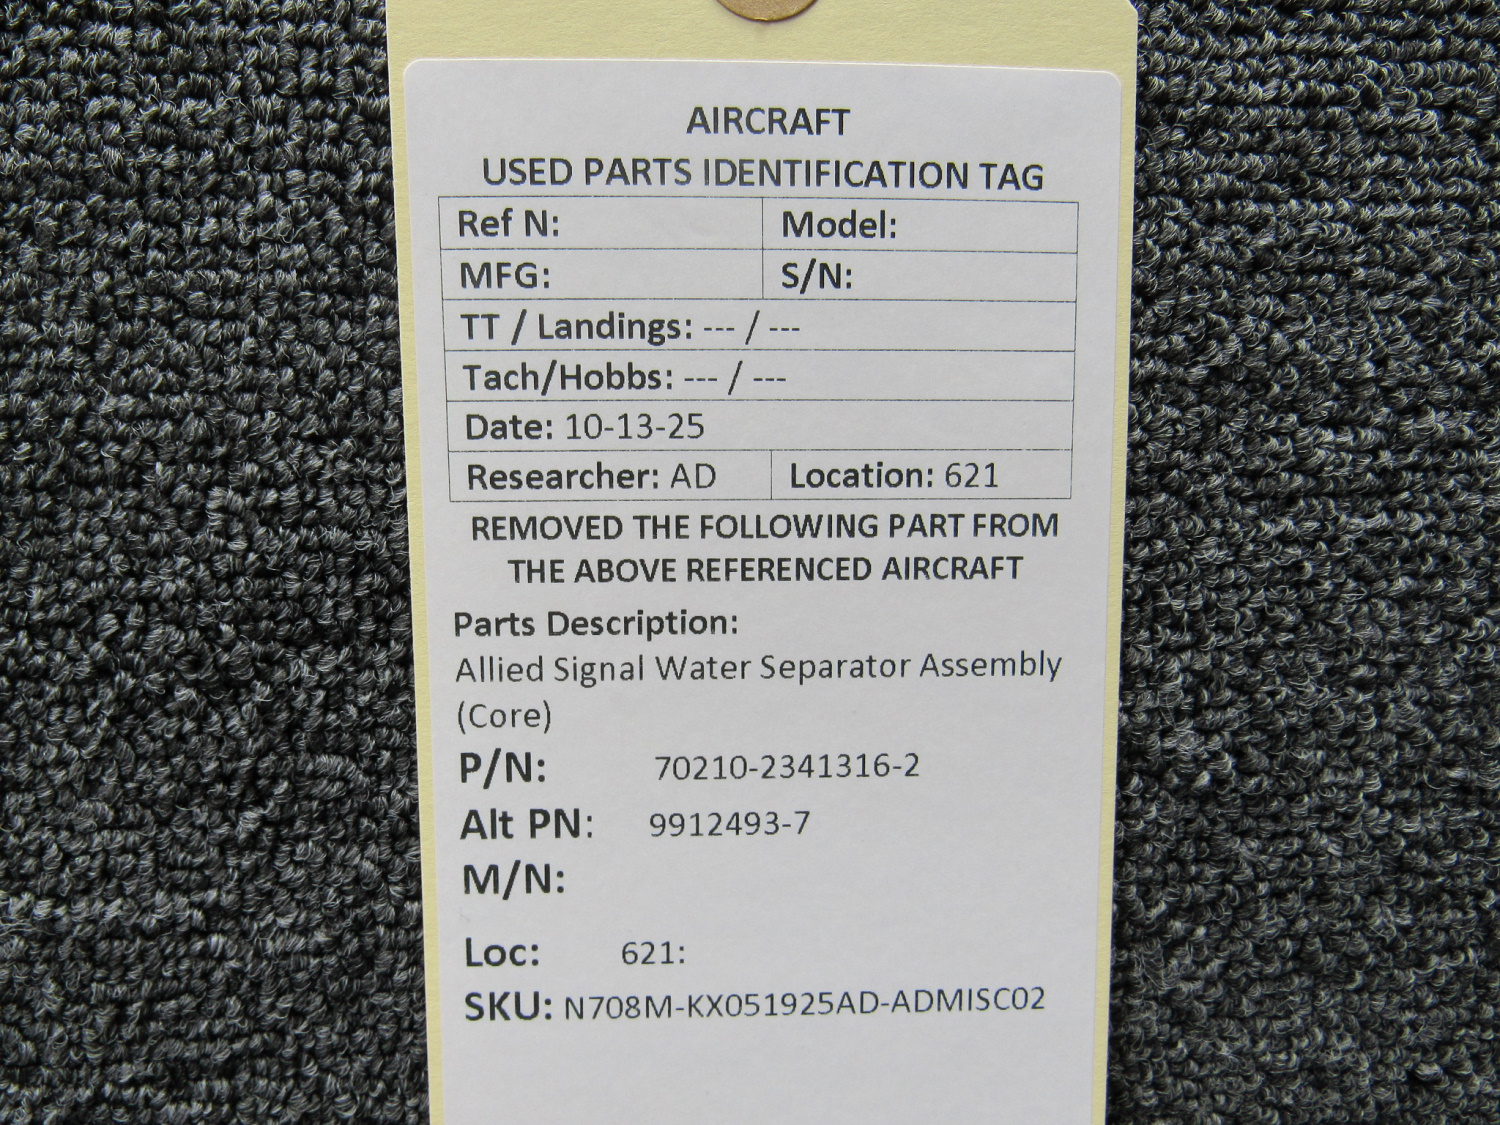 AIRCRAFT
USED PARTS IDENTIFICATION TAG
Ref N: Model:
MFG: S/N:
TT / Landings: --- / ---
Tach/Hobbs: --- / ---
Date: 10-13-25
Researcher: AD Location: 621
REMOVED THE FOLLOWING PART FROM
THE ABOVE REFERENCED AIRCRAFT
Parts Description:
Allied Signal Water Separator Assembly
(Core)
P/N: 70210-2341316-2
Alt PN: 9912493-7
M/N:
Loc: 621:
SKU: N708M-KX051925AD-ADMISC02